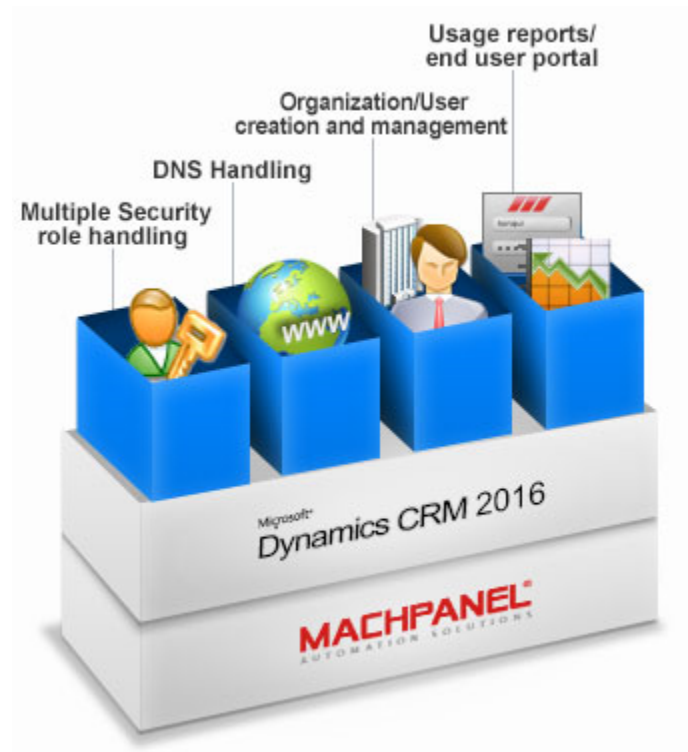 Usage reports/
end user portal
Organization/User
creation and management
DNS Handling
Multiple Security
role handling
www
Microsoft®
Dynamics CRM 2016
MACHPANEL®
AUTOMATION SOLUTIONS